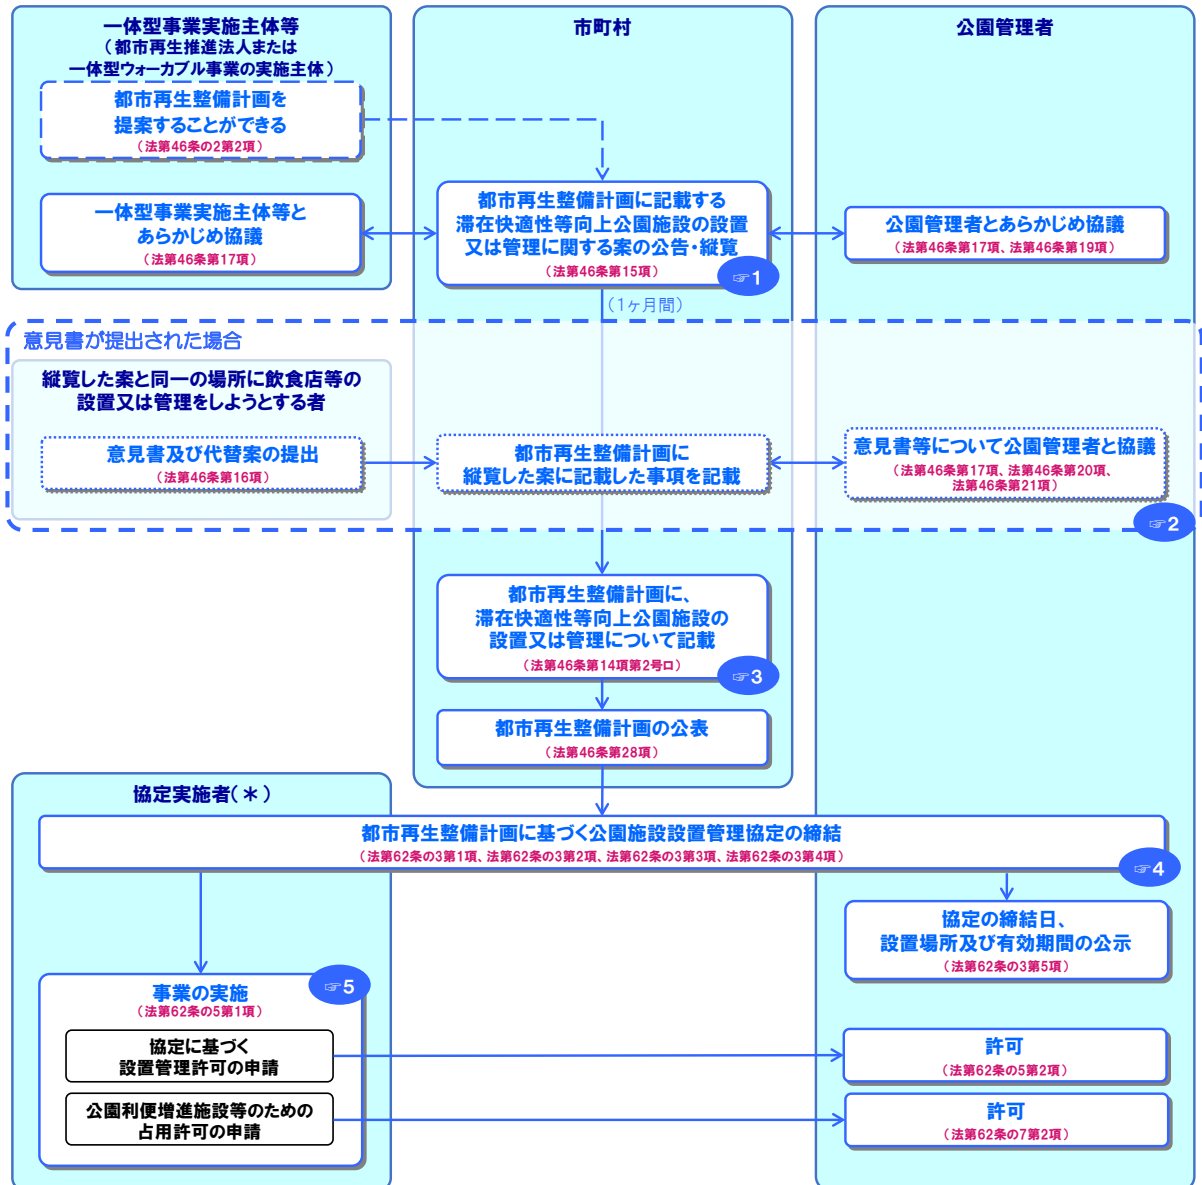 一体型事業実施主体等
（都市再生推進法人または
一体型ウォーカブル事業の実施主体）
都市再生整備計画を
提案することができる
（法第46条の2第2項）
一体型事業実施主体等と
あらかじめ協議
（法第46条第17項）
市町村
都市再生整備計画に記載する
滞在快適性等向上公園施設の設置
又は管理に関する案の公告・縦覧
（法第46条第15項）
☞1
（1ヶ月間）
公園管理者
公園管理者とあらかじめ協議
（法第46条第17項、法第46条第19項）
意見書が提出された場合
縦覧した案と同一の場所に飲食店等の
設置又は管理をしようとする者
意見書及び代替案の提出
（法第46条第16項）
都市再生整備計画に
縦覧した案に記載した事項を記載
意見書等について公園管理者と協議
（法第46条第17項、法第46条第20項、
法第46条第21項）
☞2
都市再生整備計画に、
滞在快適性等向上公園施設の
設置又は管理について記載
（法第46条第14項第2号ロ）
☞3
都市再生整備計画の公表
（法第46条第28項）
協定実施者（＊）
都市再生整備計画に基づく公園施設設置管理協定の締結
（法第62条の3第1項、法第62条の3第2項、法第62条の3第3項、法第62条の3第4項）
☞4
協定の締結日、
設置場所及び有効期間の公示
（法第62条の3第5項）
事業の実施
（法第62条の5第1項）
☞5
協定に基づく
設置管理許可の申請
許可
（法第62条の5第2項）
公園利便増進施設等のための
占用許可の申請
許可
（法第62条の7第2項）